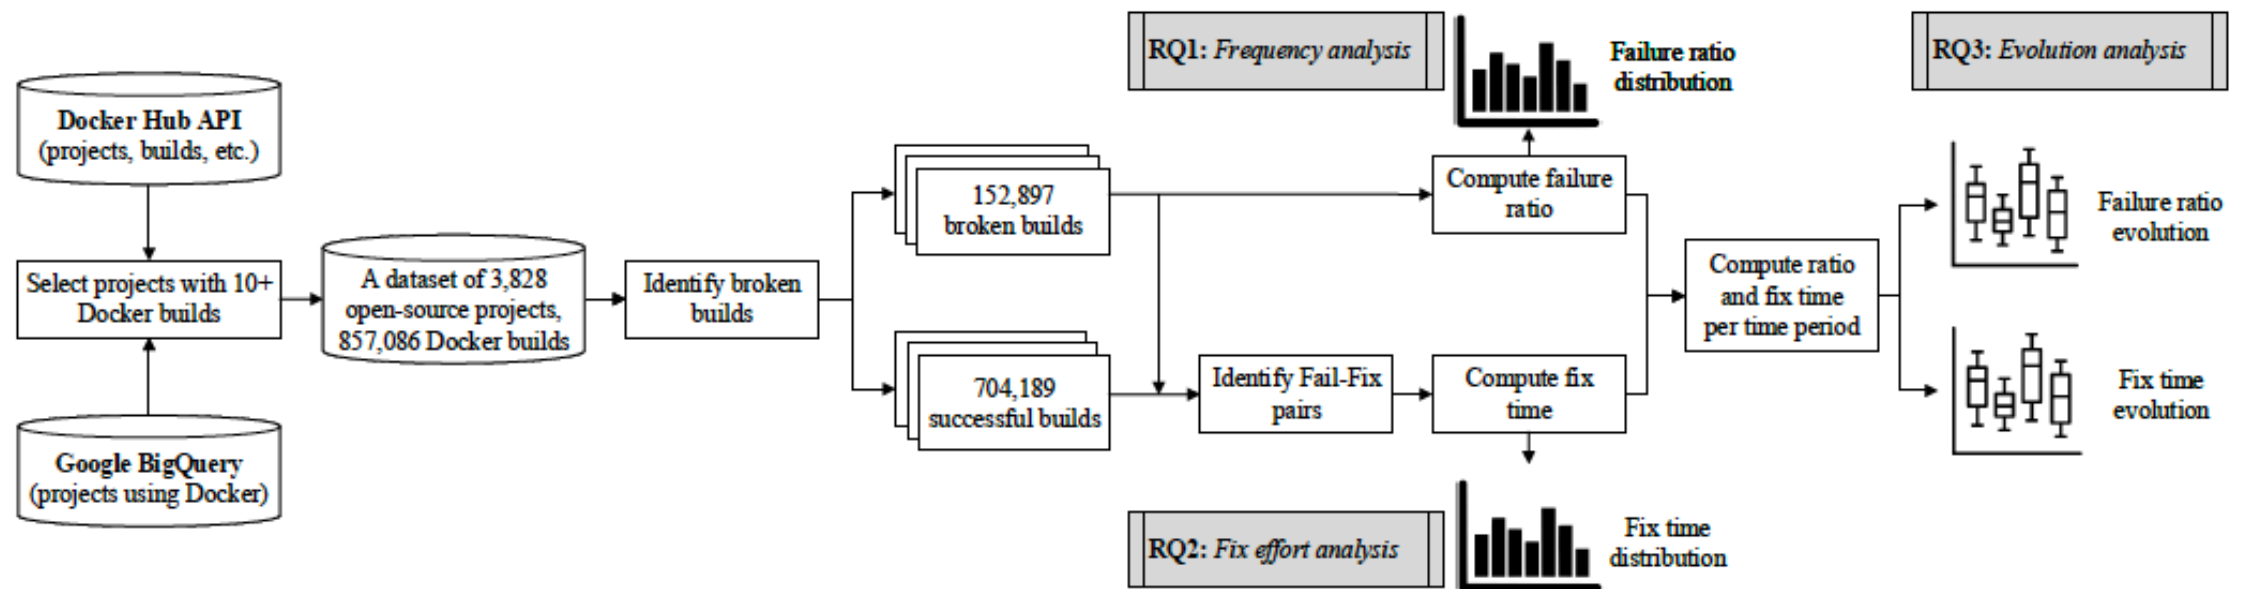 Docker Hub API
(projects, builds, etc.)
Select projects with 10+
Docker builds
Google BigQuery
(projects using Docker)
A dataset of 3,828
open-source projects,
857,086 Docker builds
Identify broken
builds
152,897
broken builds
704,189
successful builds
Identify Fail-Fix
pairs
RQ1: Frequency analysis
Failure ratio
distribution
Compute failure
ratio
Compute fix
time
RQ2: Fix effort analysis
Fix time
distribution
Compute ratio
and fix time
per time period
RQ3: Evolution analysis
Failure ratio
evolution
Fix time
evolution